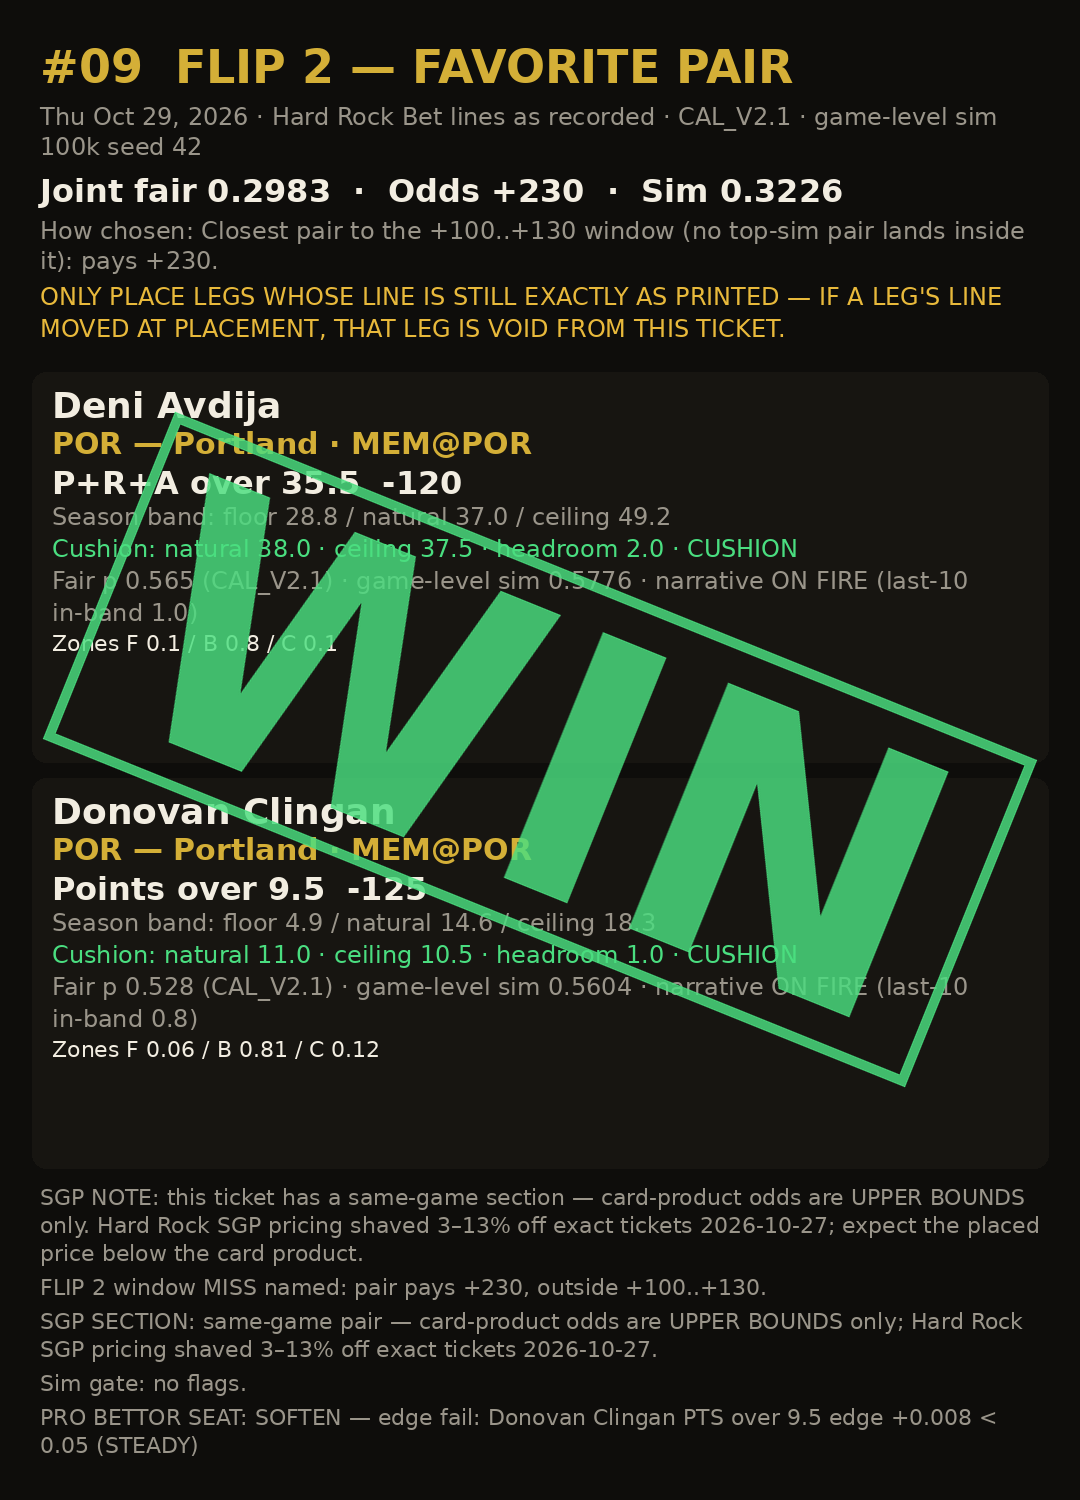 #09 FLIP 2 — FAVORITE PAIR
Thu Oct 29, 2026 · Hard Rock Bet lines as recorded · CAL_V2.1 · game-level sim
100k seed 42
Joint fair 0.2983 · Odds +230 · Sim 0.3226
How chosen: Closest pair to the +100..+130 window (no top-sim pair lands inside
it): pays +230.
ONLY PLACE LEGS WHOSE LINE IS STILL EXACTLY AS PRINTED — IF A LEG'S LINE
MOVED AT PLACEMENT, THAT LEG IS VOID FROM THIS TICKET.
Deni Avdija
POR — Portland · MEM@POR
P+R+A over 35.5 -120
Season band: floor 28.8 / natural 37.0 / ceiling 49.2
Cushion: natural 38.0 · ceiling 37.5 · headroom 2.0 · CUSHION
Fair p 0.565 (CAL_V2.1) · game-level sim 0.5776 · narrative ON FIRE (last-10
in-band 1.0)
Zones F 0.1 / B 0.8 / C 0.1
WIN
Donovan Clingan
POR — Portland · MEM@POR
Points over 9.5 -125
Season band: floor 4.9 / natural 14.6 / ceiling 18.3
Cushion: natural 11.0 · ceiling 10.5 · headroom 1.0 · CUSHION
Fair p 0.528 (CAL_V2.1) · game-level sim 0.5604 · narrative ON FIRE (last-10
in-band 0.8)
Zones F 0.06 / B 0.81 / C 0.12
SGP NOTE: this ticket has a same-game section — card-product odds are UPPER BOUNDS
only. Hard Rock SGP pricing shaved 3–13% off exact tickets 2026-10-27; expect the placed
price below the card product.
FLIP 2 window MISS named: pair pays +230, outside +100..+130.
SGP SECTION: same-game pair — card-product odds are UPPER BOUNDS only; Hard Rock
SGP pricing shaved 3–13% off exact tickets 2026-10-27.
Sim gate: no flags.
PRO BETTOR SEAT: SOFTEN — edge fail: Donovan Clingan PTS over 9.5 edge +0.008 <
0.05 (STEADY)